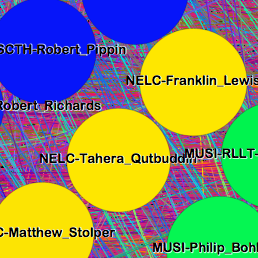 SCTH-Robert_Pippin
NELC-Franklin_Lewis
Robert_Richards
NELC-Tahera_Qutbuddin
MUSI-RLLT-
C-Matthew_Stolper
MUSI-Philip_Bohl